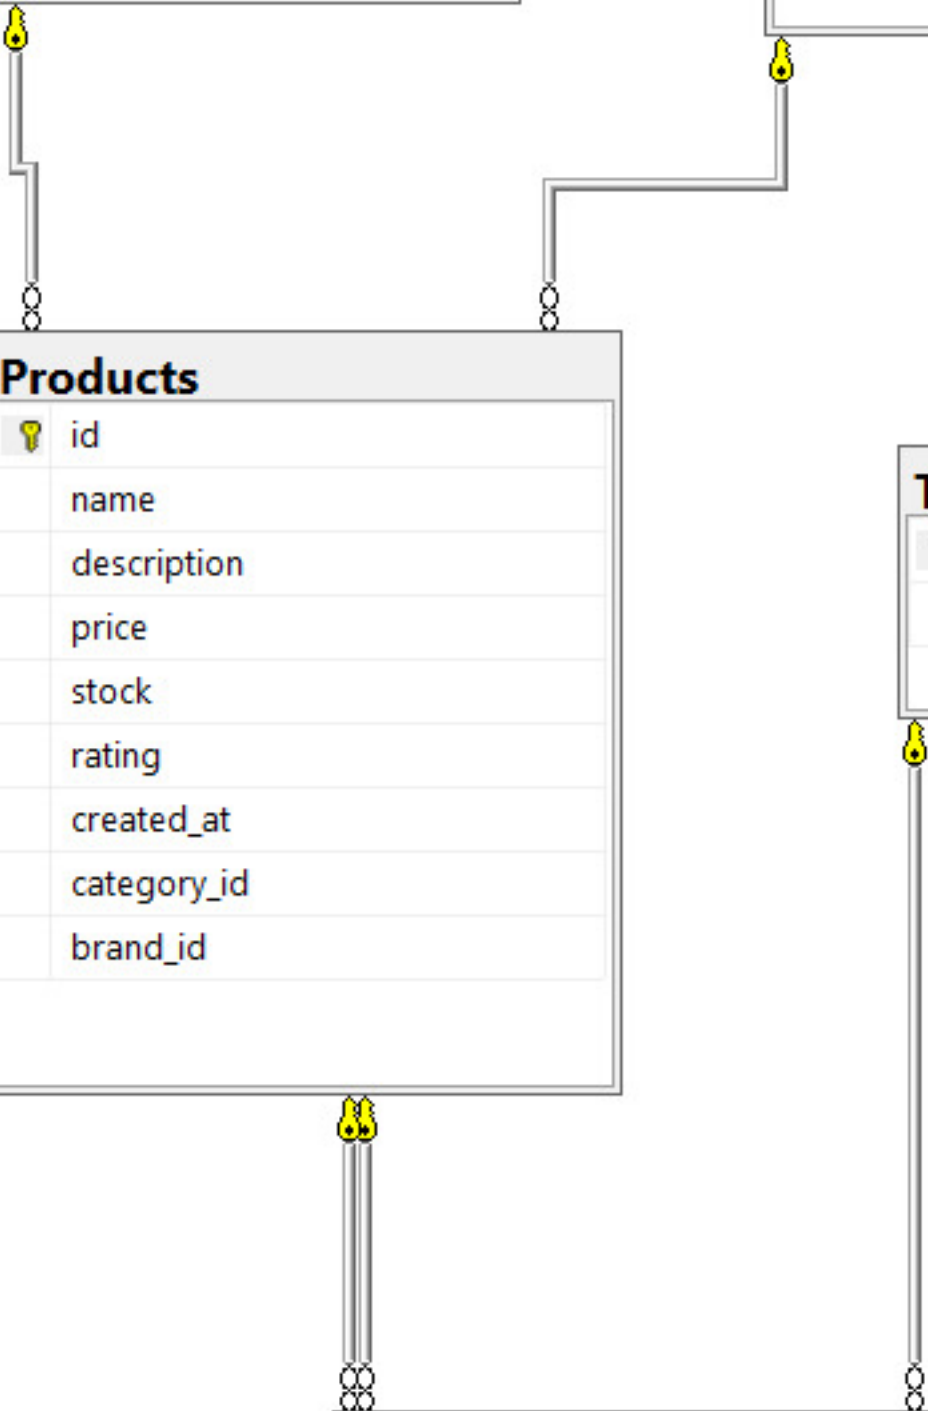 Products
id
name
description
price
stock
rating
created_at
category_id
brand_id